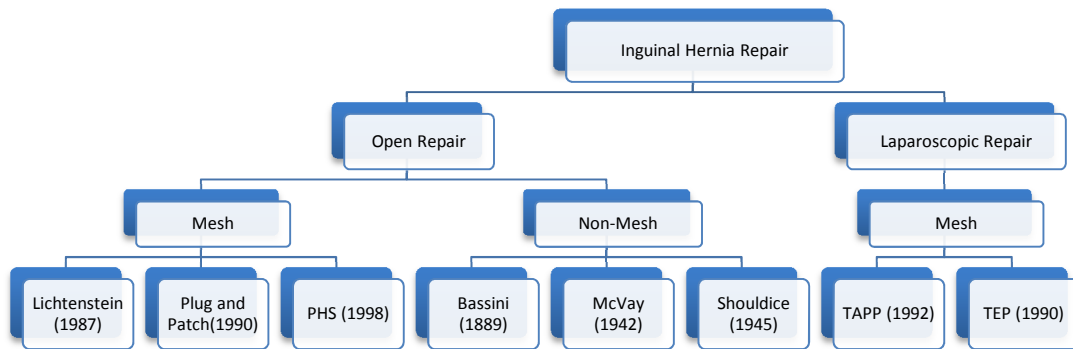 Inguinal Hernia Repair
Open Repair
Laparoscopic Repair
Mesh
Non-Mesh
Mesh
Lichtenstein
(1987)
Plug and
Patch(1990)
PHS (1998)
Bassini
(1889)
McVay
(1942)
Shouldice
(1945)
TAPP (1992)
TEP (1990)